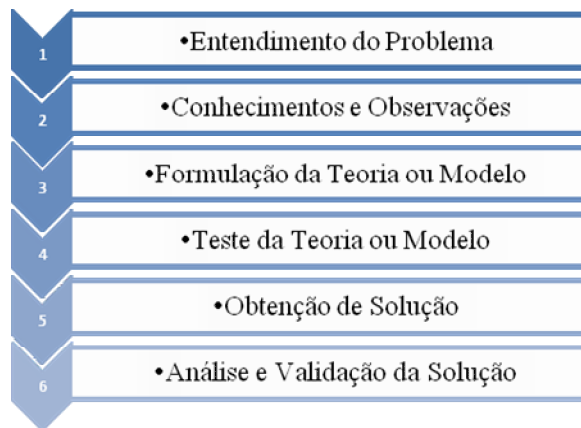 1
•Entendimento do Problema
2
•Conhecimentos e Observações
3
•Formulação da Teoria ou Modelo
4
•Teste da Teoria ou Modelo
5
•Obtenção de Solução
6
•Análise e Validação da Solução